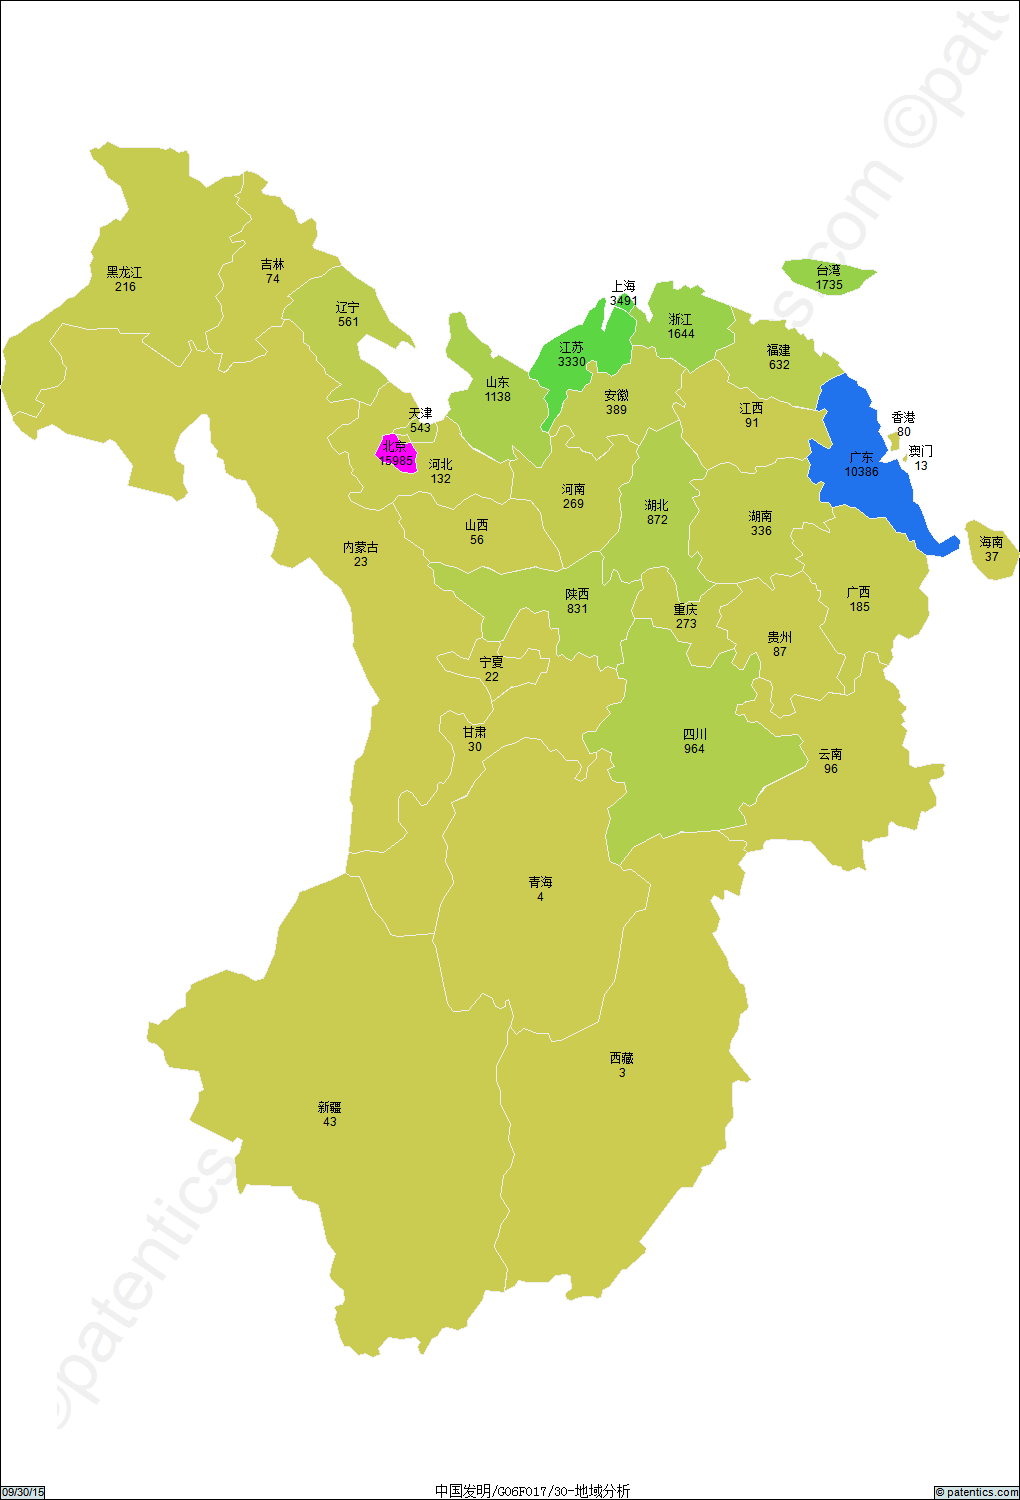 ©patentics.com ©pate
黑龙江
216
吉林
74
辽宁
561
上海
3491
台湾
1735
浙江
1644
江苏
3330
福建
632
山东
1138
安徽
389
江西
91
天津
543
香港
80
北京
15985
河北
132
广东
10386
澳门
13
河南
269
湖北
872
湖南
336
山西
56
内蒙古
23
海南
37
陕西
831
广西
185
重庆
273
贵州
87
宁夏
22
甘肃
30
四川
964
云南
96
青海
4
西藏
3
新疆
43
09/30/15
中国发明/G06F017/30-地域分析
© patentics.com